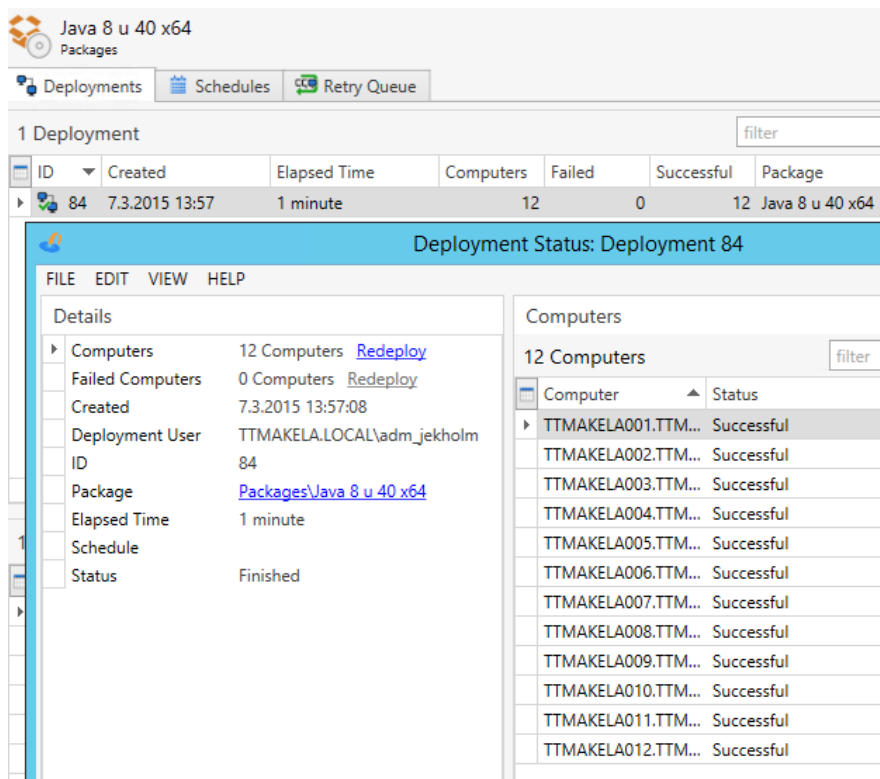 Java 8 u 40 x64
Packages
Deployments Schedules Retry Queue
1 Deployment filter
ID Created Elapsed Time Computers Failed Successful Package
84 7.3.2015 13:57 1 minute 12 0 12 Java 8 u 40 x64
Deployment Status: Deployment 84
FILE EDIT VIEW HELP
Details
Computers 12 Computers Redeploy
Failed Computers 0 Computers Redeploy
Created 7.3.2015 13:57:08
Deployment User TTMAKELA.LOCAL\adm_jekholm
ID 84
Package Packages\Java 8 u 40 x64
Elapsed Time 1 minute
Schedule
Status Finished
Computers
12 Computers filter
Computer Status
TTMAKELA001.TTM... Successful
TTMAKELA002.TTM... Successful
TTMAKELA003.TTM... Successful
TTMAKELA004.TTM... Successful
TTMAKELA005.TTM... Successful
TTMAKELA006.TTM... Successful
TTMAKELA007.TTM... Successful
TTMAKELA008.TTM... Successful
TTMAKELA009.TTM... Successful
TTMAKELA010.TTM... Successful
TTMAKELA011.TTM... Successful
TTMAKELA012.TTM... Successful
1